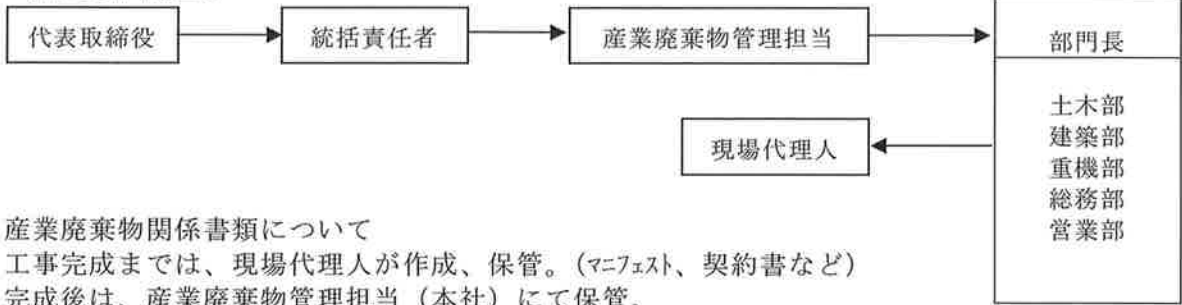 代表取締役
統括責任者
産業廃棄物管理担当
部門長
土木部
建築部
重機部
総務部
営業部
現場代理人
産業廃棄物関係書類について
工事完成までは、現場代理人が作成、保管。(ﾏﾆﾌｪｽﾄ、契約書など)
完成後は、産業廃棄物管理担当（本社）にて保管。